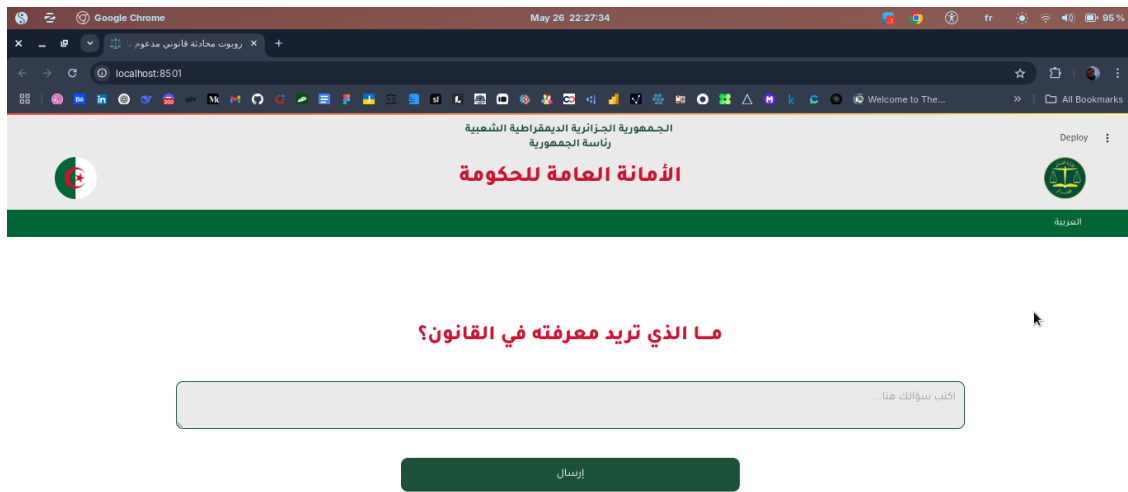 Google Chrome
May 26 22:27:34
fr
95 %
روبوت محادثة قانوني مدعوم
localhost:8501
Welcome to The...
All Bookmarks
الجمهورية الجزائرية الديمقراطية الشعبية
رئاسة الجمهورية
Deploy
الأمانة العامة للحكومة
العربية
مــا الذي تريد معرفته في القانون؟
اكتب سؤالك هنا...
إرسال